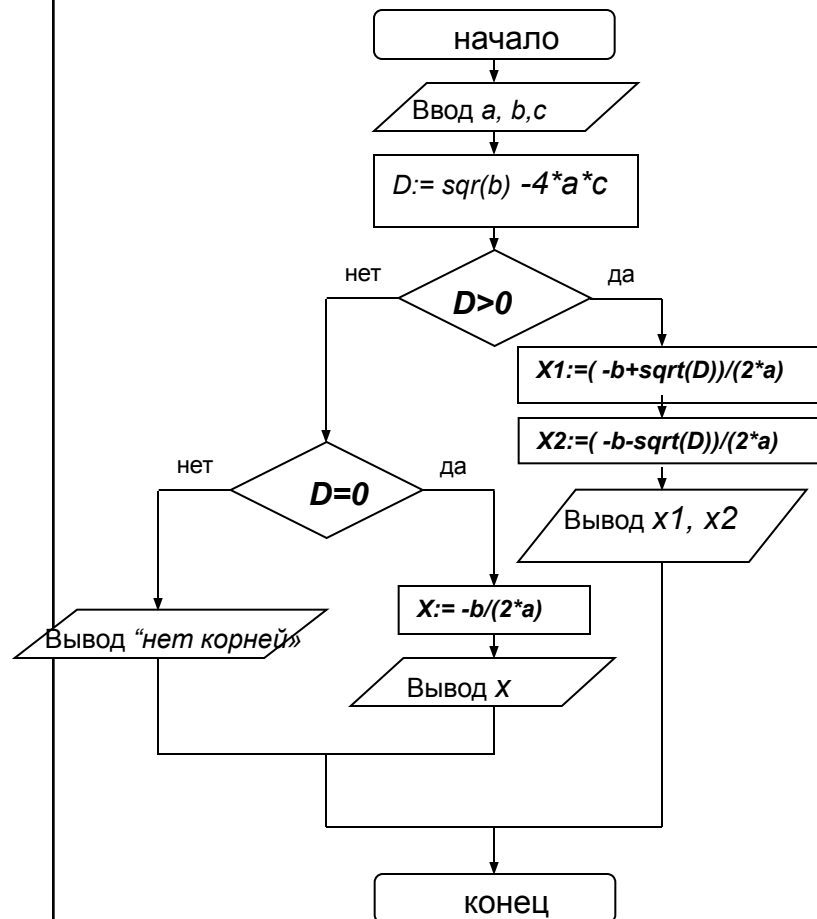 начало
Ввод a, b,c
D:= sqr(b) -4*a*c
нет
да
D>0
X1:=( -b+sqrt(D))/(2*a)
X2:=( -b-sqrt(D))/(2*a)
нет
да
D=0
Вывод x1, x2
X:= -b/(2*a)
Вывод “нет корней»
Вывод x
конец